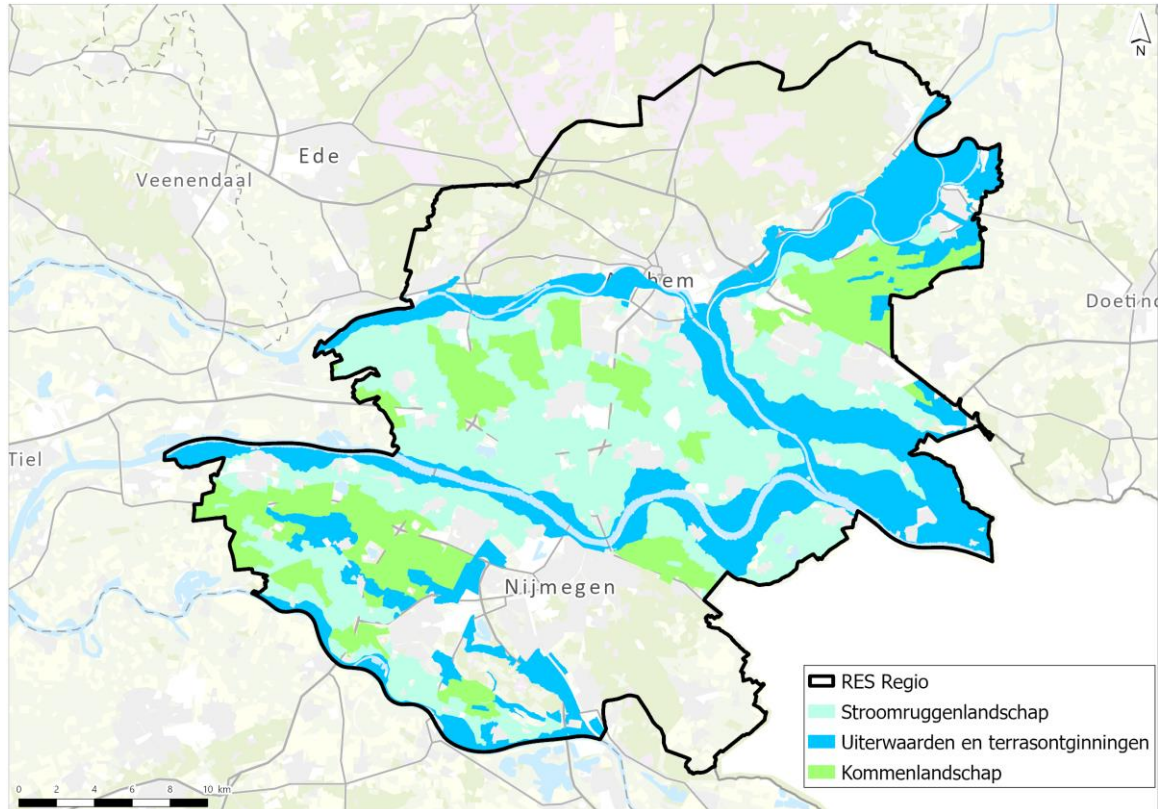 N
Ede
Veenendaal
Arnhem
Doetinc
Tiel
Nijmegen
RES Regio
Stroomruggenlandschap
Uiterwaarden en terrasontginningen
Kommenlandschap
0 2 4 6 8 10 km